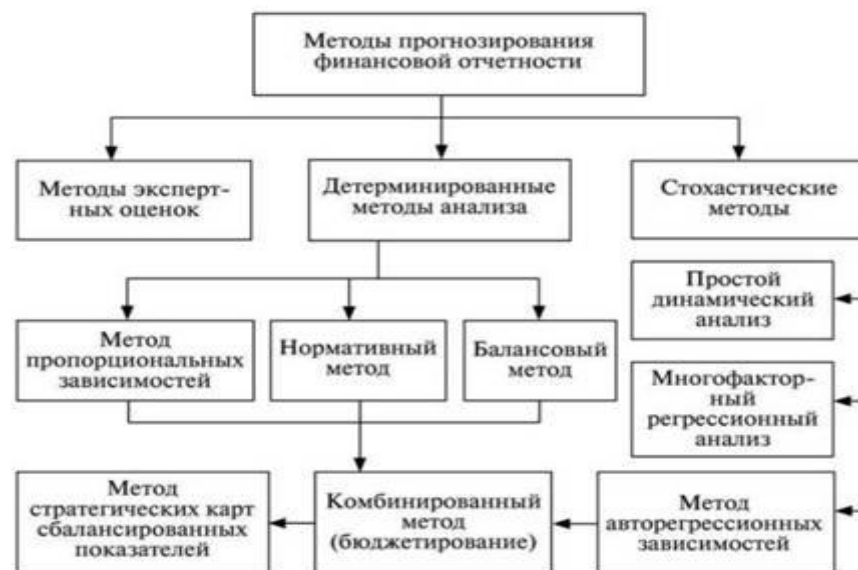 Методы прогнозирования
финансовой отчетности
Методы эксперт-
ных оценок
Детерминированные
методы анализа
Стохастические
методы
Простой
динамический
анализ
Метод
пропорциональных
зависимостей
Нормативный
метод
Балансовый
метод
Многофактор-
ный
регрессионный
анализ
Метод
стратегических карт
сбалансированных
показателей
Комбинированный
метод
(бюджетирование)
Метод
авторегрессионных
зависимостей